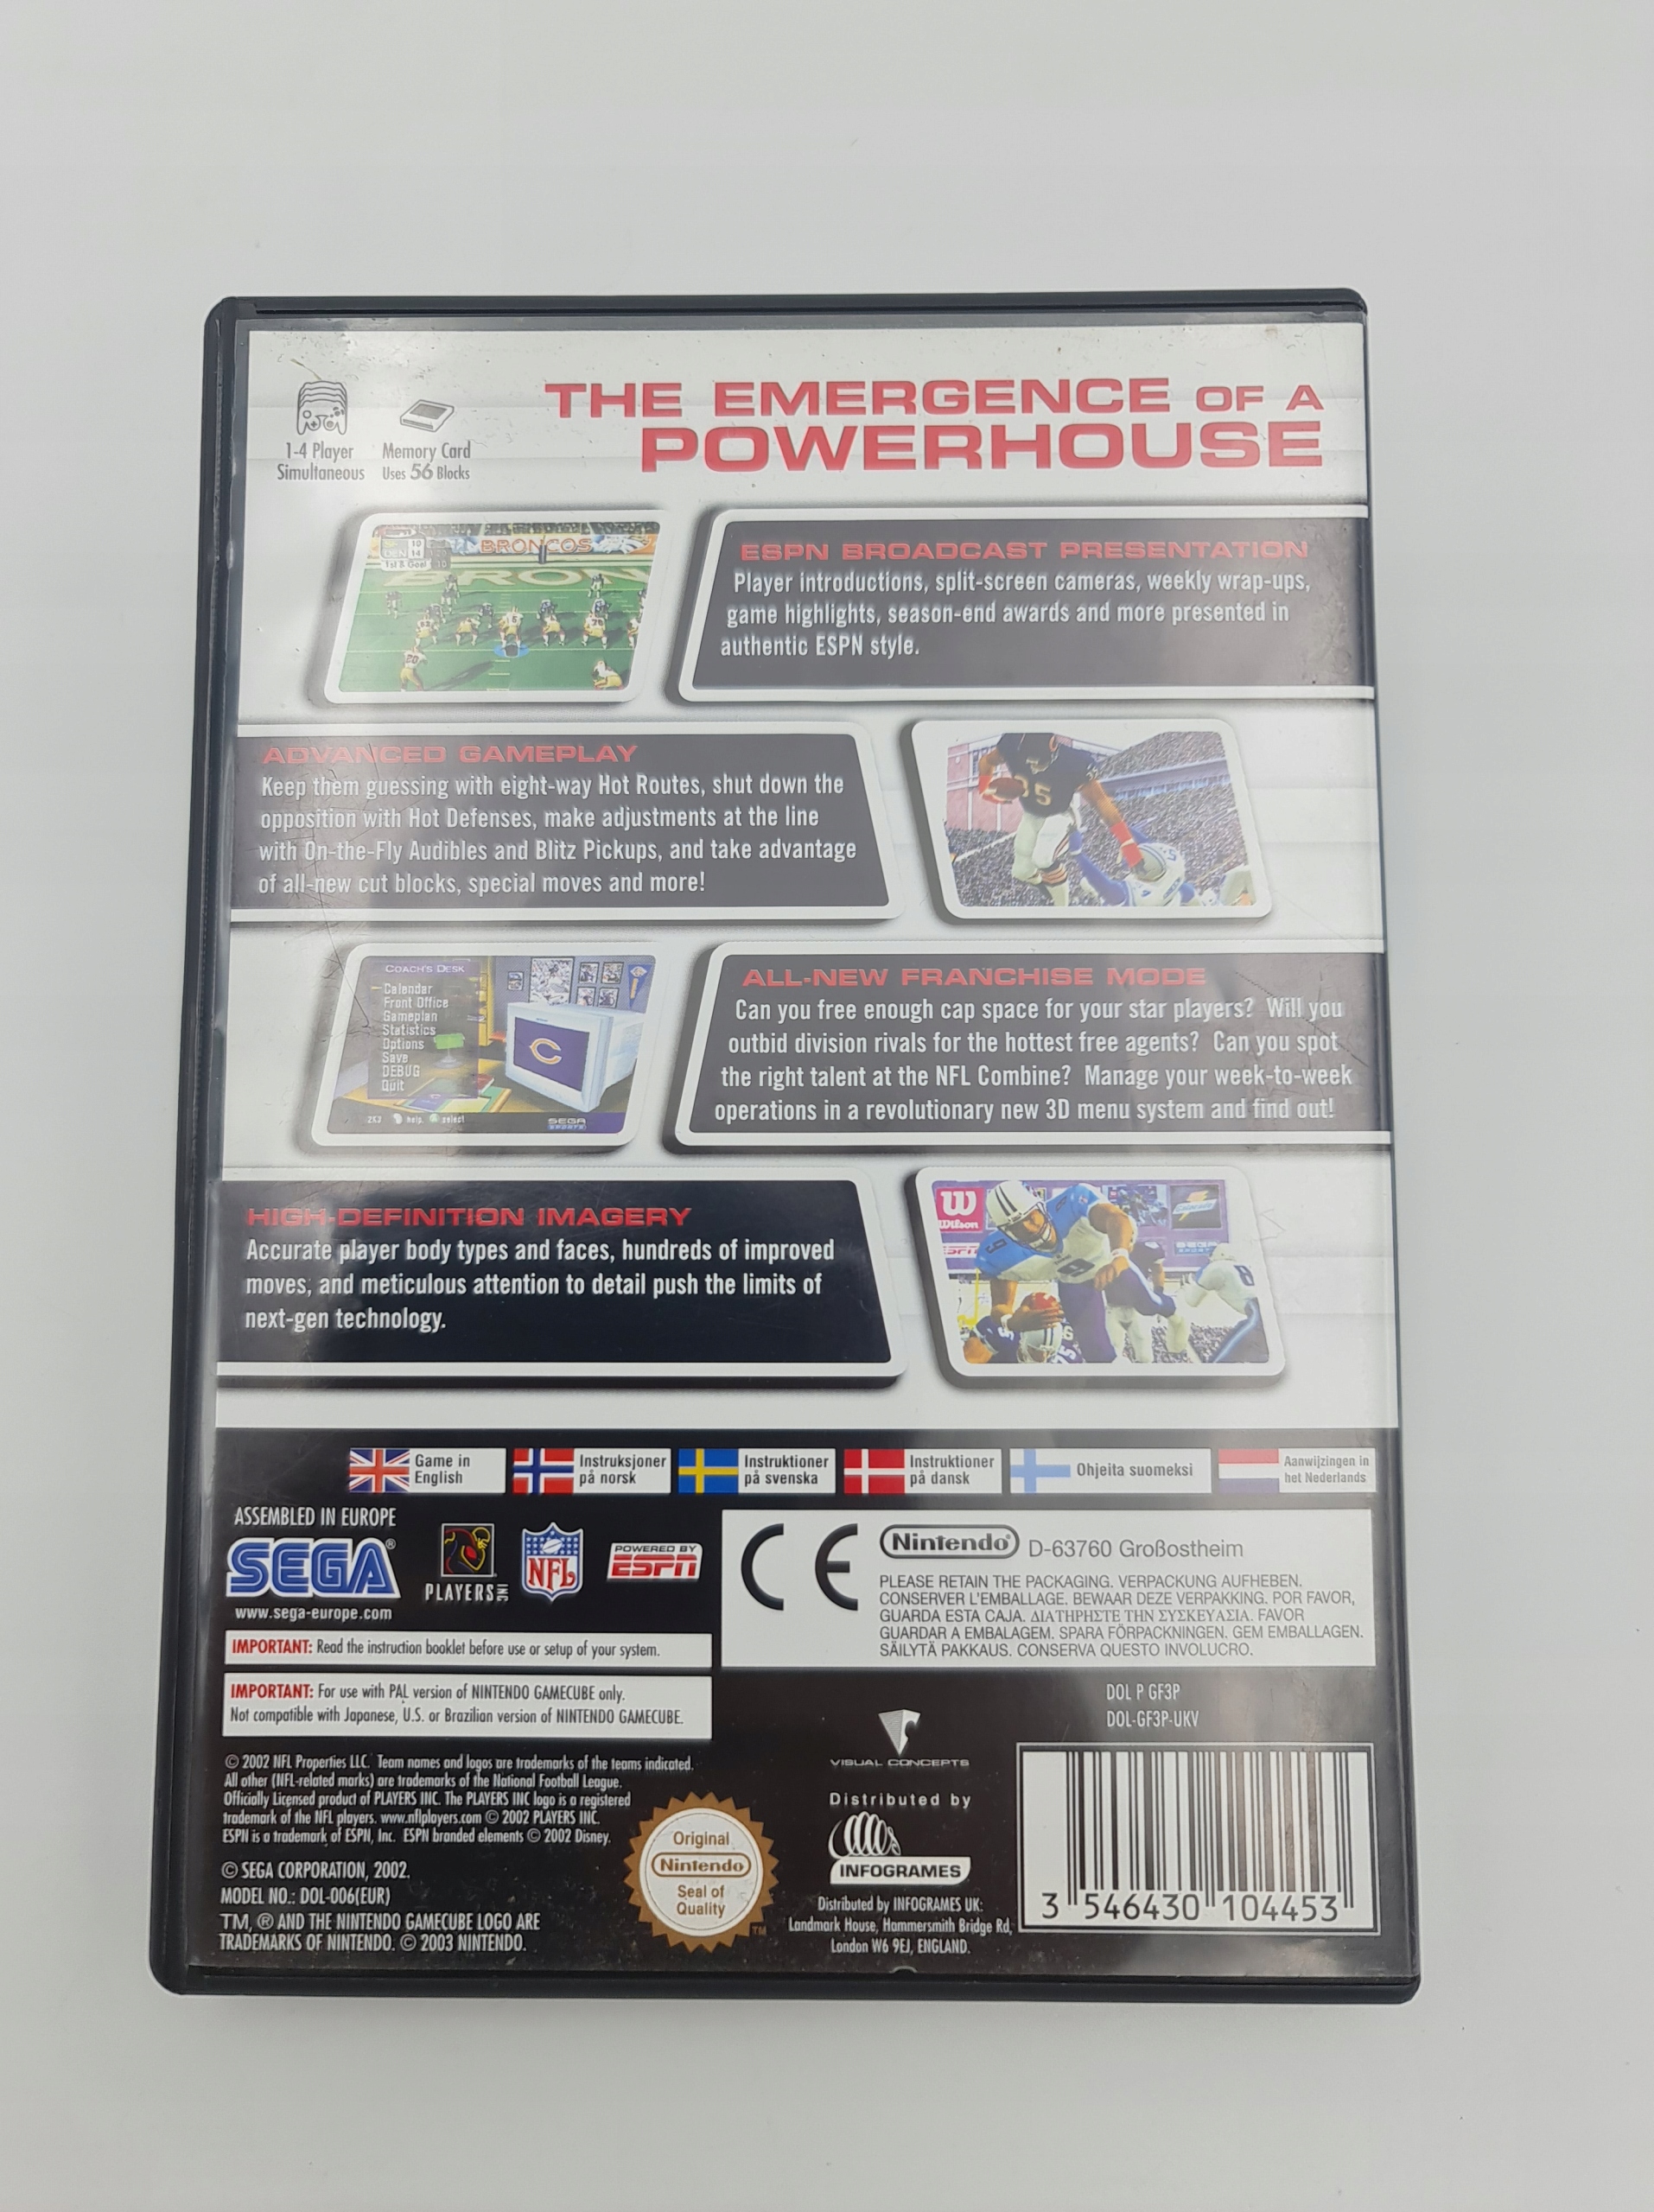 THE EMERGENCE OF A
POWERHOUSE
1-4 Player
Simultaneous
Memory Card
Uses 56 Blocks
ESPN
10
DEN 14
1st & Goal
BRONCOS
BRON
ESPN BROADCAST PRESENTATION
Player introductions, split-screen cameras, weekly wrap-ups,
game highlights, season-end awards and more presented in
authentic ESPN style.
ADVANCED GAMEPLAY
Keep them guessing with eight-way Hot Routes, shut down the
opposition with Hot Defenses, make adjustments at the line
with On-the-Fly Audibles and Blitz Pickups, and take advantage
of all-new cut blocks, special moves and more!
COACH'S DESK
Calendar
Front Office
Gameplan
Statistics
Options
Save
DEBUG
Quit
2K3 help select
SEGA
SPORTS
ALL-NEW FRANCHISE MODE
Can you free enough cap space for your star players? Will you
outbid division rivals for the hottest free agents? Can you spot
the right talent at the NFL Combine? Manage your week-to-week
operations in a revolutionary new 3D menu system and find out!
HIGH-DEFINITION IMAGERY
Accurate player body types and faces, hundreds of improved
moves, and meticulous attention to detail push the limits of
next-gen technology.
W
Wilson
ESPN
Game in
English
Instruksjoner
på norsk
Instruktioner
på svenska
Instruktioner
på dansk
Ohjeita suomeksi
Aanwijzingen in
het Nederlands
ASSEMBLED IN EUROPE
SEGA®
www.sega-europe.com
PLAYERS INC
NFL
POWERED BY
ESPN
CE
Nintendo® D-63760 Großostheim
PLEASE RETAIN THE PACKAGING. VERPACKUNG AUFHEBEN.
CONSERVER L'EMBALLAGE. BEWAAR DEZE VERPAKKING. POR FAVOR,
GUARDA ESTA CAJA. ΔΙΑΤΗΡΗΣΤΕ ΤΗΝ ΣΥΣΚΕΥΑΣΙΑ. FAVOR
GUARDAR A EMBALAGEM. SPARA FÖRPACKNINGEN. GEM EMBALLAGEN.
SÄILYTÄ PAKKAUS. CONSERVA QUESTO INVOLUCRO.
IMPORTANT: Read the instruction booklet before use or setup of your system.
IMPORTANT: For use with PAL version of NINTENDO GAMECUBE only.
Not compatible with Japanese, U.S. or Brazilian version of NINTENDO GAMECUBE.
© 2002 NFL Properties LLC. Team names and logos are trademarks of the teams indicated.
All other (NFL-related marks) are trademarks of the National Football League.
Officially Licensed product of PLAYERS INC. The PLAYERS INC logo is a registered
trademark of the NFL players. www.nflplayers.com © 2002 PLAYERS INC.
ESPN is a trademark of ESPN, Inc. ESPN branded elements © 2002 Disney.
© SEGA CORPORATION, 2002.
MODEL NO.: DOL-006(EUR)
TM, ® AND THE NINTENDO GAMECUBE LOGO ARE
TRADEMARKS OF NINTENDO. © 2003 NINTENDO.
Original
Nintendo
Seal of
Quality
TM
VISUAL CONCEPTS
Distributed by
INFOGRAMES
Distributed by INFOGRAMES UK:
Landmark House, Hammersmith Bridge Rd,
London W6 9EJ, ENGLAND.
DOL P GF3P
DOL-GF3P-UKV
3 546430 104453